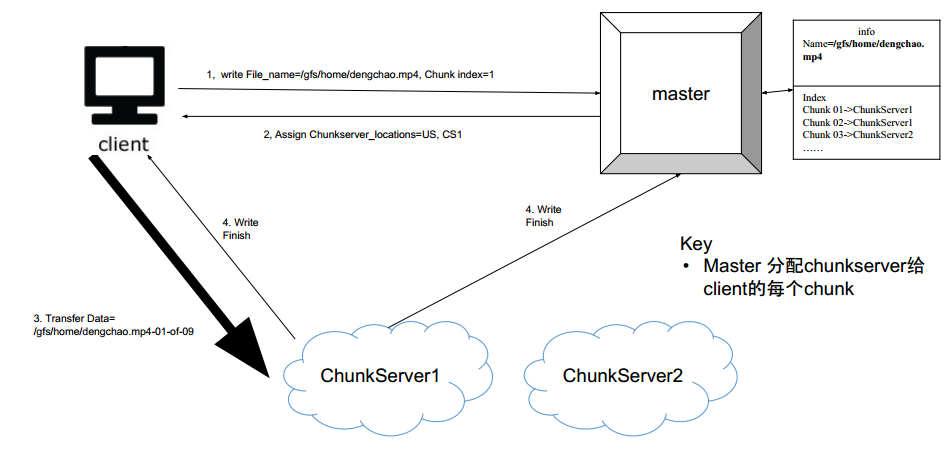 info
Name=/gfs/home/dengchao.
mp4
1,  write File_name=/gfs/home/dengchao.mp4, Chunk index=1
master
Index
Chunk 01->ChunkServer1
Chunk 02->ChunkServer1
Chunk 03->ChunkServer2
……
2, Assign Chunkserver_locations=US, CS1
client
4. Write
Finish
4. Write
Finish
Key
• Master 分配chunkserver给
client的每个chunk
3. Transfer Data=
/gfs/home/dengchao.mp4-01-of-09
ChunkServer1
ChunkServer2